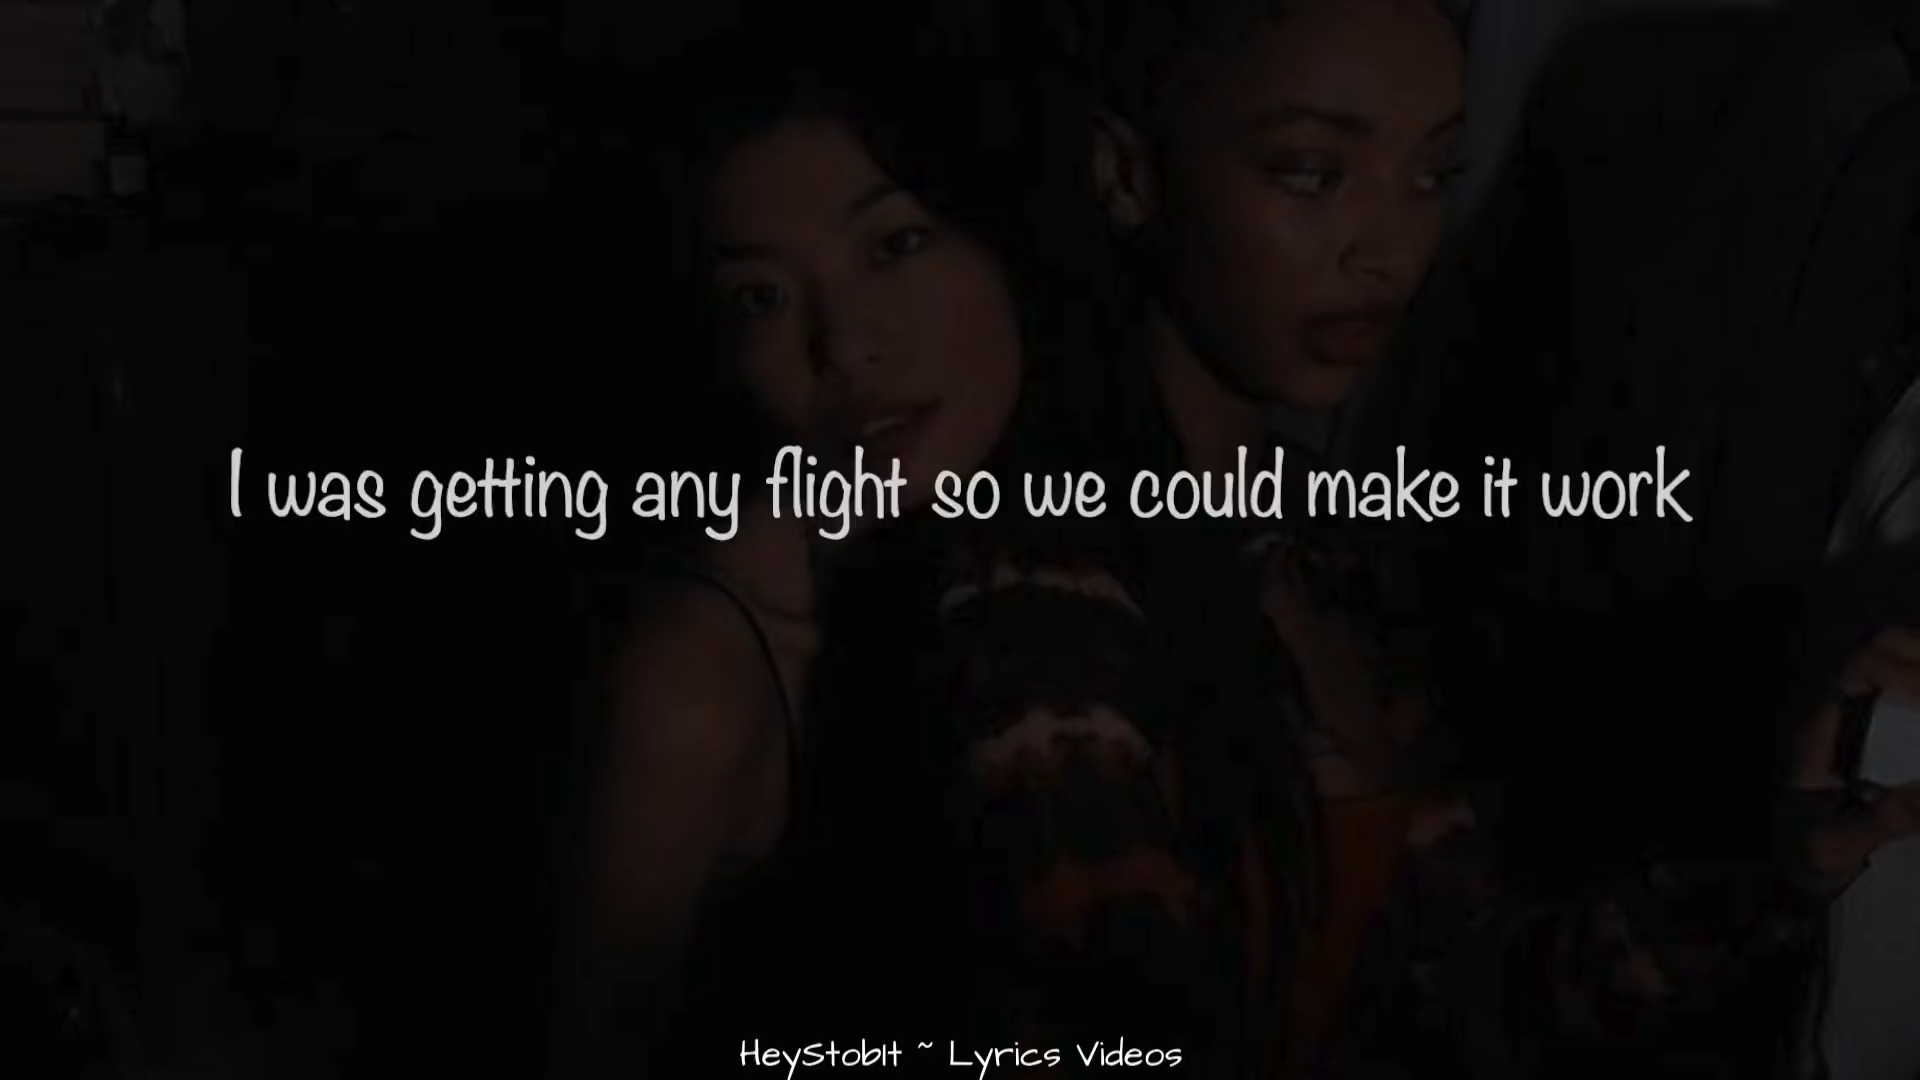 I was getting any flight so we could make it work
HeyStobIt ~ Lyrics Videos